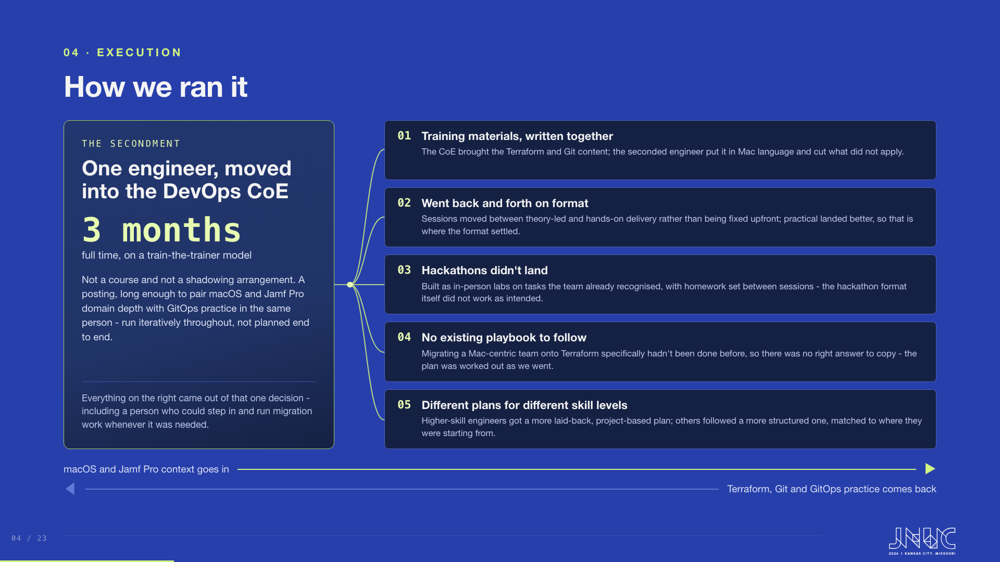 04 · EXECUTION
How we ran it
THE SECONDMENT
One engineer, moved
into the DevOps CoE
3 months
full time, on a train-the-trainer model
Not a course and not a shadowing arrangement. A
posting, long enough to pair macOS and Jamf Pro
domain depth with GitOps practice in the same
person - run iteratively throughout, not planned end
to end.
Everything on the right came out of that one decision -
including a person who could step in and run migration
work whenever it was needed.
01 Training materials, written together
The CoE brought the Terraform and Git content; the seconded engineer put it in Mac language and cut what did not apply.
02 Went back and forth on format
Sessions moved between theory-led and hands-on delivery rather than being fixed upfront; practical landed better, so that is
where the format settled.
03 Hackathons didn't land
Built as in-person labs on tasks the team already recognised, with homework set between sessions - the hackathon format
itself did not work as intended.
04 No existing playbook to follow
Migrating a Mac-centric team onto Terraform specifically hadn't been done before, so there was no right answer to copy - the
plan was worked out as we went.
05 Different plans for different skill levels
Higher-skill engineers got a more laid-back, project-based plan; others followed a more structured one, matched to where they
were starting from.
macOS and Jamf Pro context goes in
Terraform, Git and GitOps practice comes back
04 / 23
JNUC
2026 | KANSAS CITY, MISSOURI